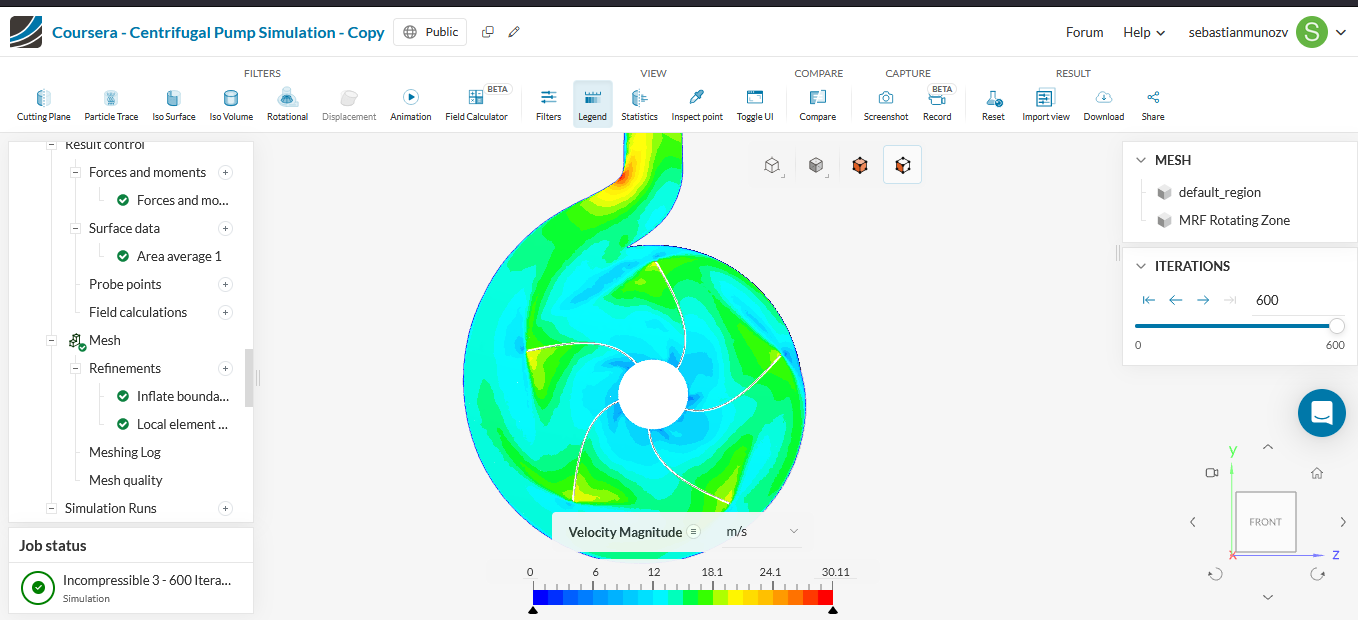 Coursera - Centrifugal Pump Simulation - Copy
Public
Forum
Help
sebastianmunozv
S
FILTERS
VIEW
COMPARE
CAPTURE
RESULT
BETA
BETA
Cutting Plane
Particle Trace
Iso Surface
Iso Volume
Rotational
Displacement
Animation
Field Calculator
Filters
Legend
Statistics
Inspect point
Toggle UI
Compare
Screenshot
Record
Reset
Import view
Download
Share
Result control
Forces and moments
Forces and mo...
Surface data
Area average 1
Probe points
Field calculations
Mesh
Refinements
Inflate bounda...
Local element ...
Meshing Log
Mesh quality
Simulation Runs
Job status
Incompressible 3 - 600 Itera...
Simulation
Velocity Magnitude
m/s
0 6 12 18.1 24.1 30.11
MESH
default_region
MRF Rotating Zone
ITERATIONS
600
0 600
y
FRONT
x
z